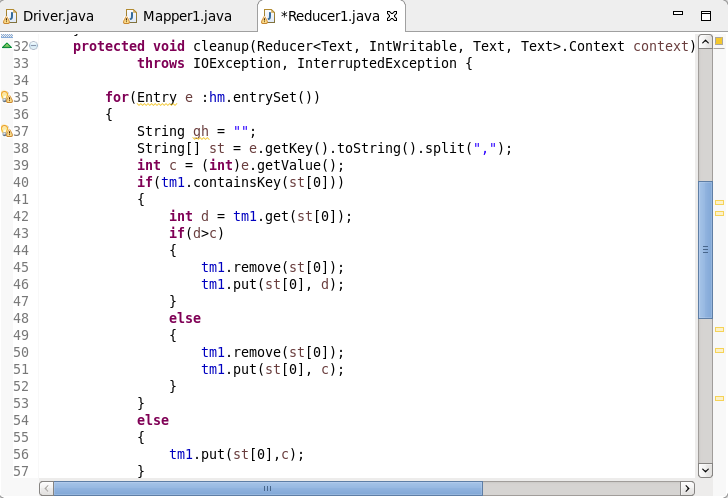 Driver.java Mapper1.java *Reducer1.java
32 protected void cleanup(Reducer<Text, IntWritable, Text, Text>.Context context)
33 throws IOException, InterruptedException {
34
35 for(Entry e :hm.entrySet())
36 {
37 String gh = "";
38 String[] st = e.getKey().toString().split(",");
39 int c = (int)e.getValue();
40 if(tm1.containsKey(st[0]))
41 {
42 int d = tm1.get(st[0]);
43 if(d>c)
44 {
45 tm1.remove(st[0]);
46 tm1.put(st[0], d);
47 }
48 else
49 {
50 tm1.remove(st[0]);
51 tm1.put(st[0], c);
52 }
53 }
54 else
55 {
56 tm1.put(st[0],c);
57 }